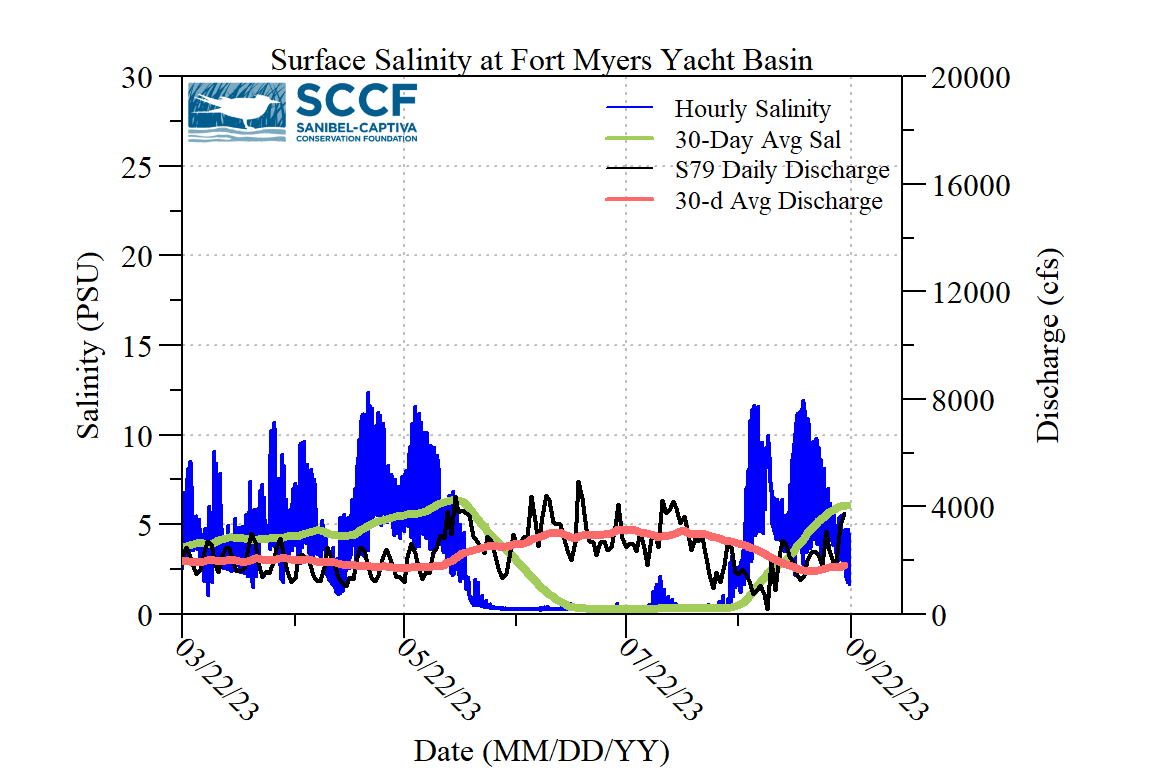 Surface Salinity at Fort Myers Yacht Basin
SCCF
SANIBEL-CAPTIVA
CONSERVATION FOUNDATION
Hourly Salinity
30-Day Avg Sal
S79 Daily Discharge
30-d Avg Discharge
Salinity (PSU)
30
25
20
15
10
5
0
20000
16000
12000
8000
4000
0
Discharge (cfs)
03/22/23
05/22/23
07/22/23
09/22/23
Date (MM/DD/YY)